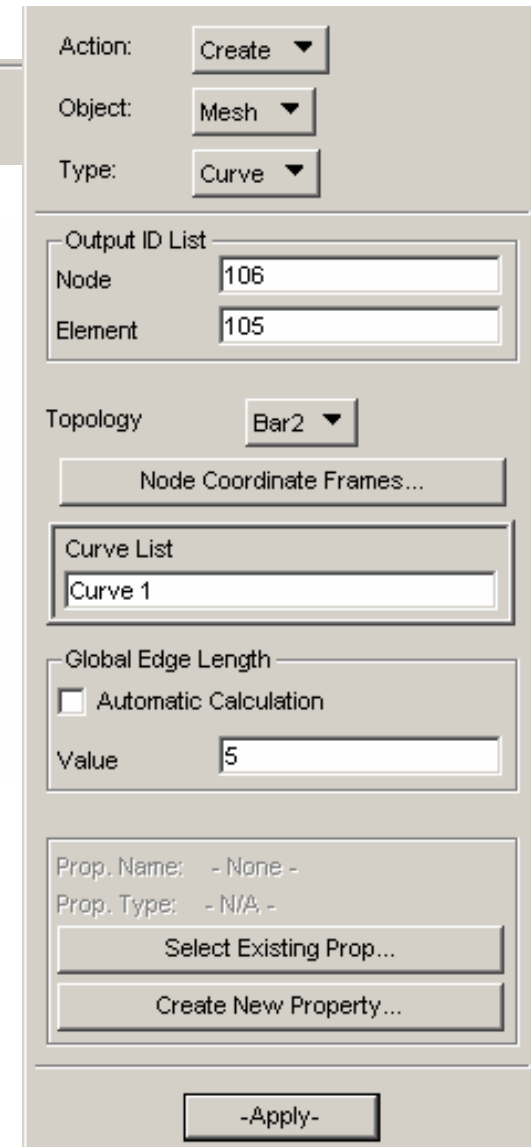 Action: Create
Object: Mesh
Type: Curve
Output ID List
Node 106
Element 105
Topology Bar2
Node Coordinate Frames...
Curve List
Curve 1
Global Edge Length
Automatic Calculation
Value 5
Prop. Name: - None -
Prop. Type: - N/A -
Select Existing Prop...
Create New Property...
-Apply-